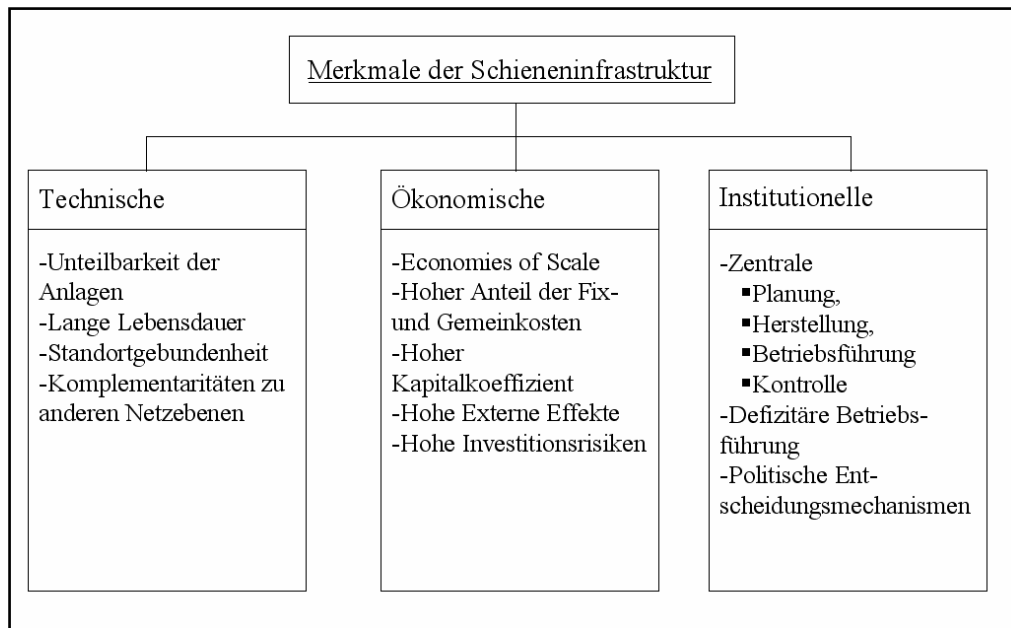 Merkmale der Schieneninfrastruktur
Technische
-Unteilbarkeit der
Anlagen
-Lange Lebensdauer
-Standortgebundenheit
-Komplementaritäten zu
anderen Netzebenen
Ökonomische
-Economies of Scale
-Hoher Anteil der Fix-
und Gemeinkosten
-Hoher
Kapitalkoeffizient
-Hohe Externe Effekte
-Hohe Investitionsrisiken
Institutionelle
-Zentrale
▪Planung,
▪Herstellung,
▪Betriebsführung
▪Kontrolle
-Defizitäre Betriebs-
führung
-Politische Ent-
scheidungsmechanismen